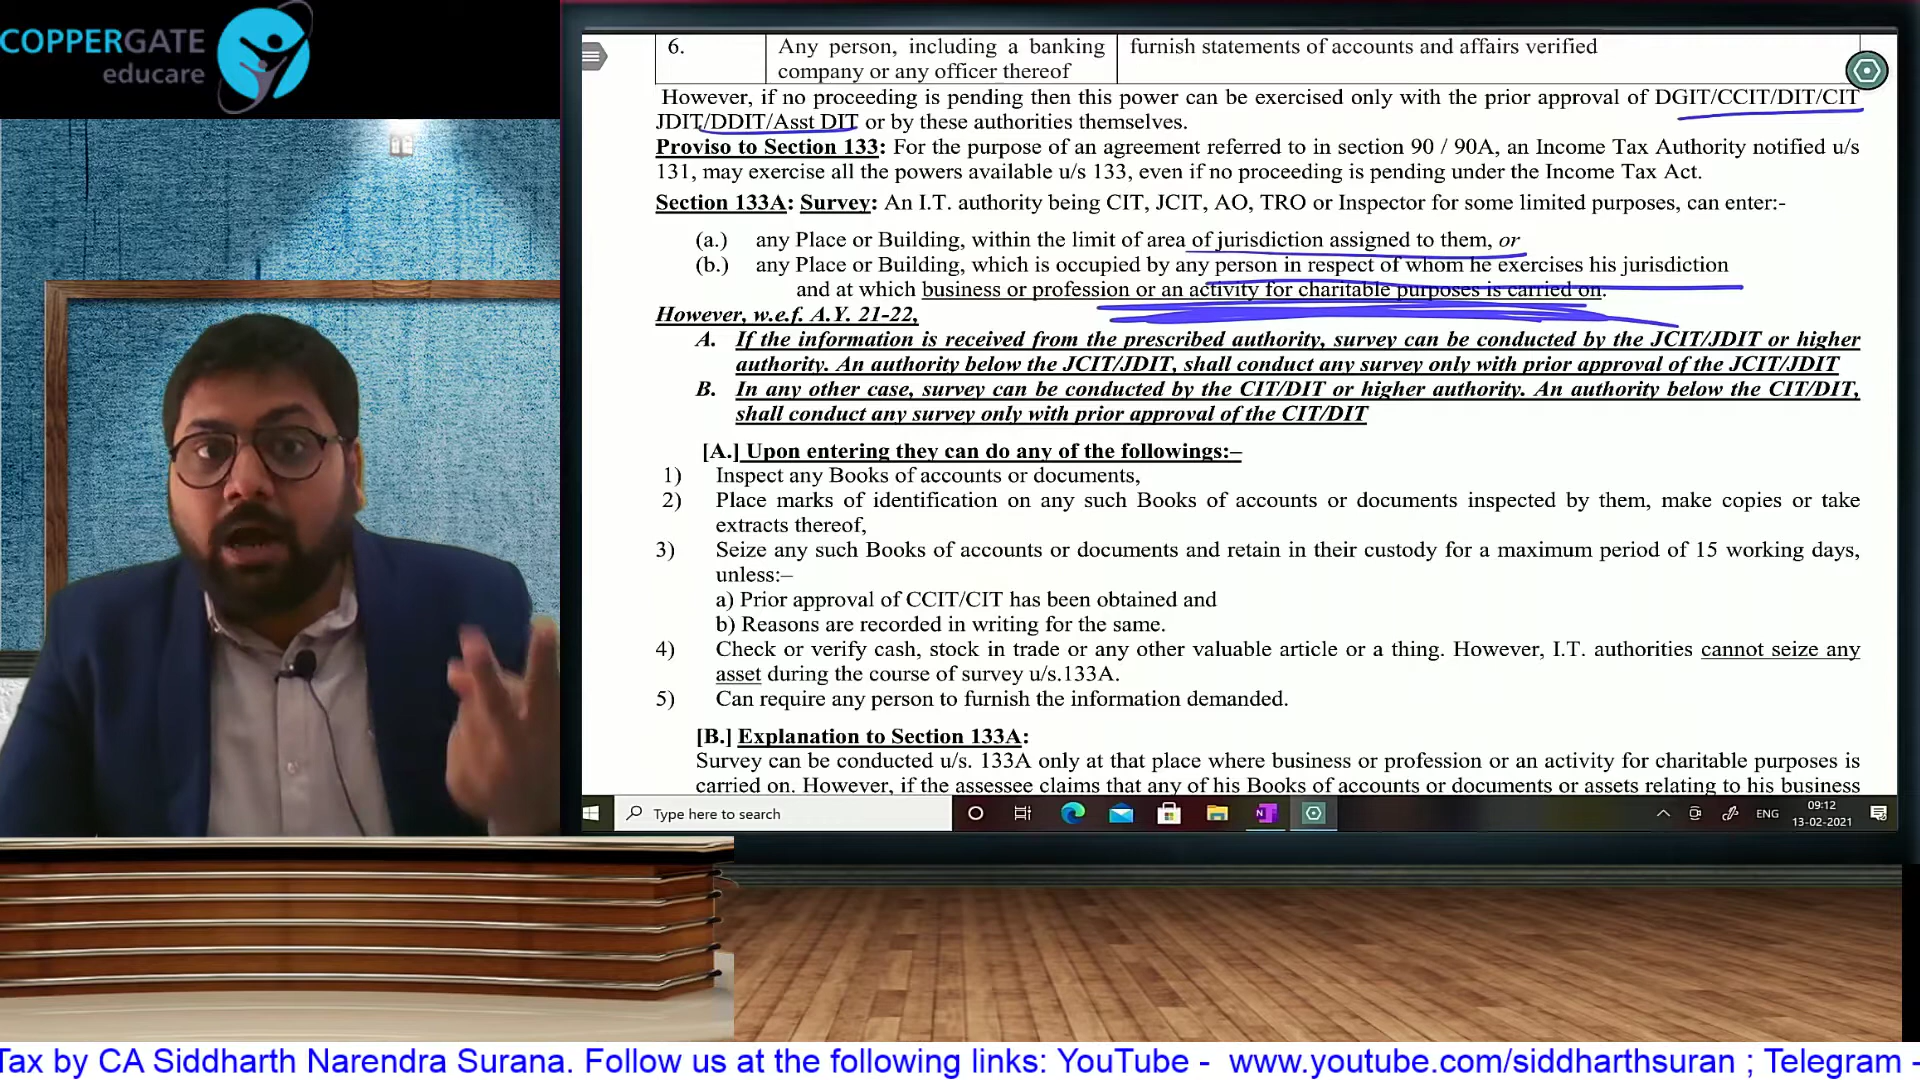 COPPERGATE
educare
6.
Any person, including a banking
company or any officer thereof
furnish statements of accounts and affairs verified
However, if no proceeding is pending then this power can be exercised only with the prior approval of DGIT/CCIT/DIT/CIT
JDIT/DDIT/Asst DIT or by these authorities themselves.
Proviso to Section 133: For the purpose of an agreement referred to in section 90 / 90A, an Income Tax Authority notified u/s
131, may exercise all the powers available u/s 133, even if no proceeding is pending under the Income Tax Act.
Section 133A: Survey: An I.T. authority being CIT, JCIT, AO, TRO or Inspector for some limited purposes, can enter:-
(a.) any Place or Building, within the limit of area of jurisdiction assigned to them, or
(b.) any Place or Building, which is occupied by any person in respect of whom he exercises his jurisdiction
and at which business or profession or an activity for charitable purposes is carried on.
However, w.e.f. A.Y. 21-22,
A. If the information is received from the prescribed authority, survey can be conducted by the JCIT/JDIT or higher
authority. An authority below the JCIT/JDIT, shall conduct any survey only with prior approval of the JCIT/JDIT
B. In any other case, survey can be conducted by the CIT/DIT or higher authority. An authority below the CIT/DIT,
shall conduct any survey only with prior approval of the CIT/DIT
[A.] Upon entering they can do any of the followings:–
1) Inspect any Books of accounts or documents,
2) Place marks of identification on any such Books of accounts or documents inspected by them, make copies or take
extracts thereof,
3) Seize any such Books of accounts or documents and retain in their custody for a maximum period of 15 working days,
unless:–
a) Prior approval of CCIT/CIT has been obtained and
b) Reasons are recorded in writing for the same.
4) Check or verify cash, stock in trade or any other valuable article or a thing. However, I.T. authorities cannot seize any
asset during the course of survey u/s.133A.
5) Can require any person to furnish the information demanded.
[B.] Explanation to Section 133A:
Survey can be conducted u/s. 133A only at that place where business or profession or an activity for charitable purposes is
carried on. However, if the assessee claims that any of his Books of accounts or documents or assets relating to his business
Type here to search
N
ENG
09:12
13-02-2021
Tax by CA Siddharth Narendra Surana. Follow us at the following links: YouTube - www.youtube.com/siddharthsuran ; Telegram -